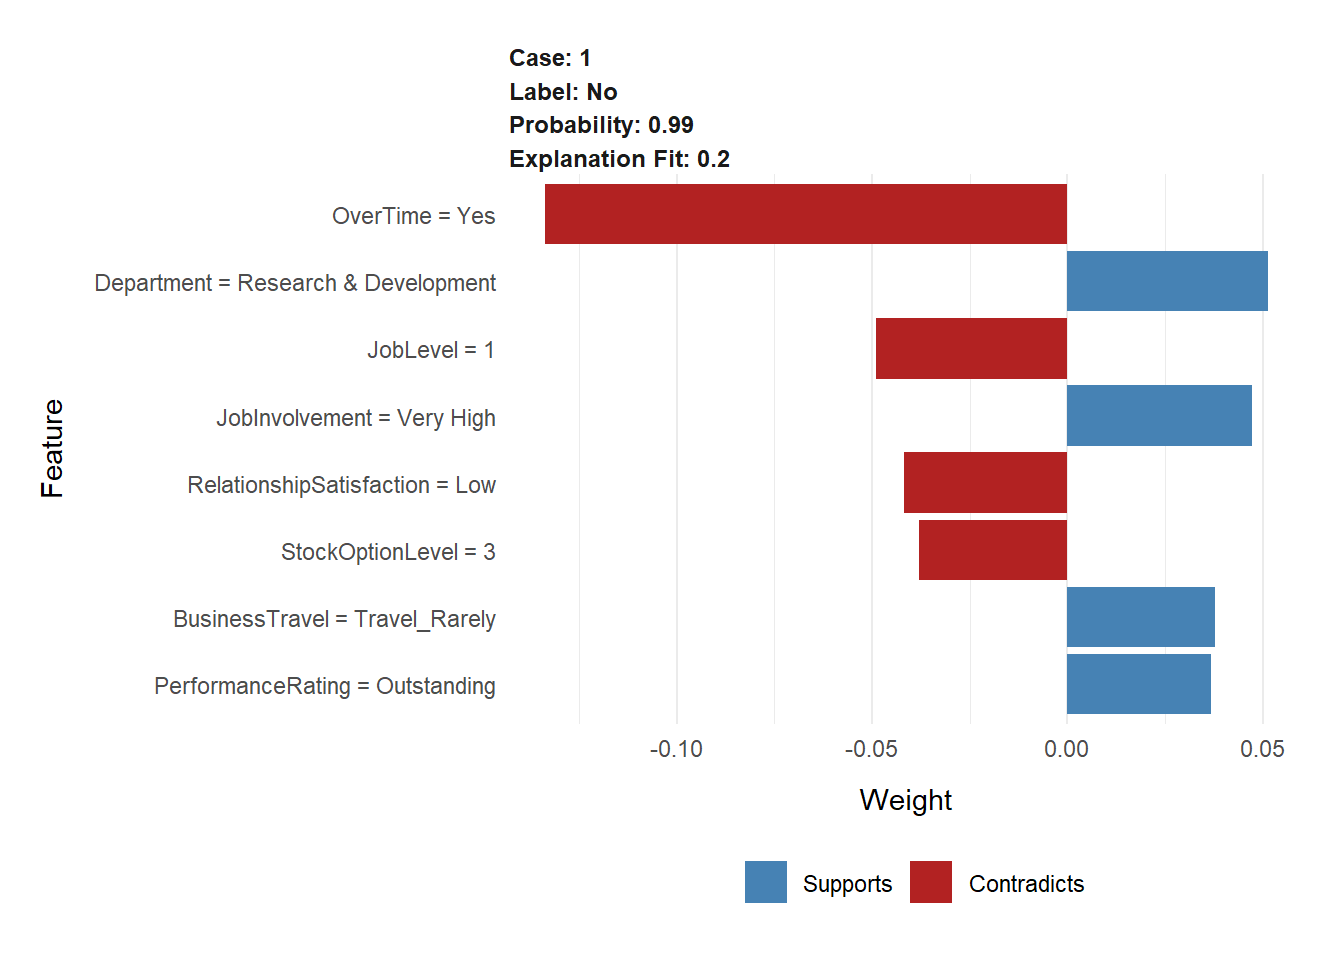 Case: 1
Label: No
Probability: 0.99
Explanation Fit: 0.2
OverTime = Yes
Department = Research & Development
JobLevel = 1
JobInvolvement = Very High
RelationshipSatisfaction = Low
StockOptionLevel = 3
BusinessTravel = Travel_Rarely
PerformanceRating = Outstanding
Feature
-0.10 -0.05 0.00 0.05
Weight
Supports Contradicts